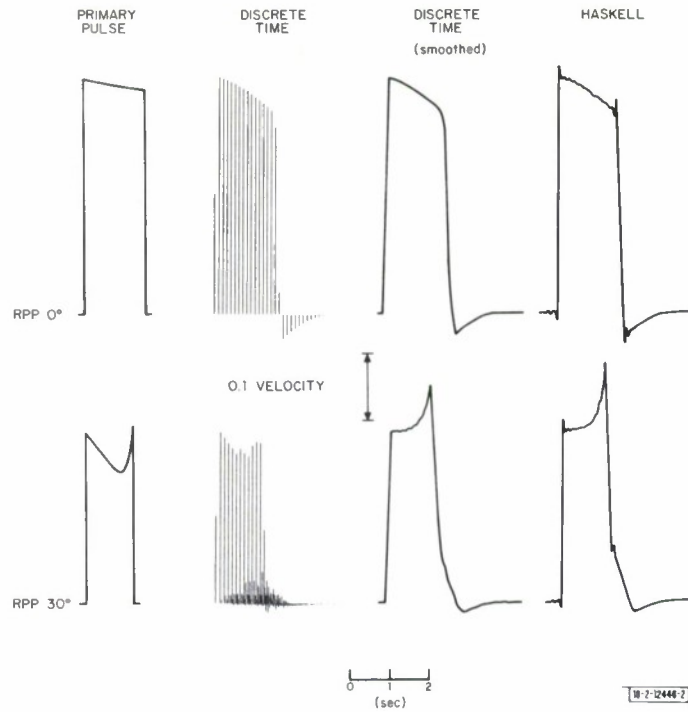 PRIMARY
PULSE
DISCRETE
TIME
DISCRETE
TIME
(smoothed)
HASKELL
RPP 0°
0.1 VELOCITY
RPP 30°
0 1 2
(sec)
18-2-12446-2